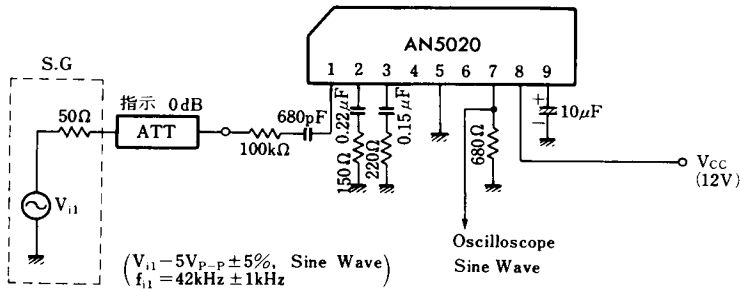 AN5020
1 2 3 4 5 6 7 8 9
S.G
50Ω
指示 0dB
ATT
100kΩ
680pF
0.22μF
150Ω
0.15μF
220Ω
680Ω
10μF
+
−
Vi1
VCC
(12V)
Oscilloscope
Sine Wave
(Vi1−5VP−P±5%, Sine Wave
fi1=42kHz±1kHz)